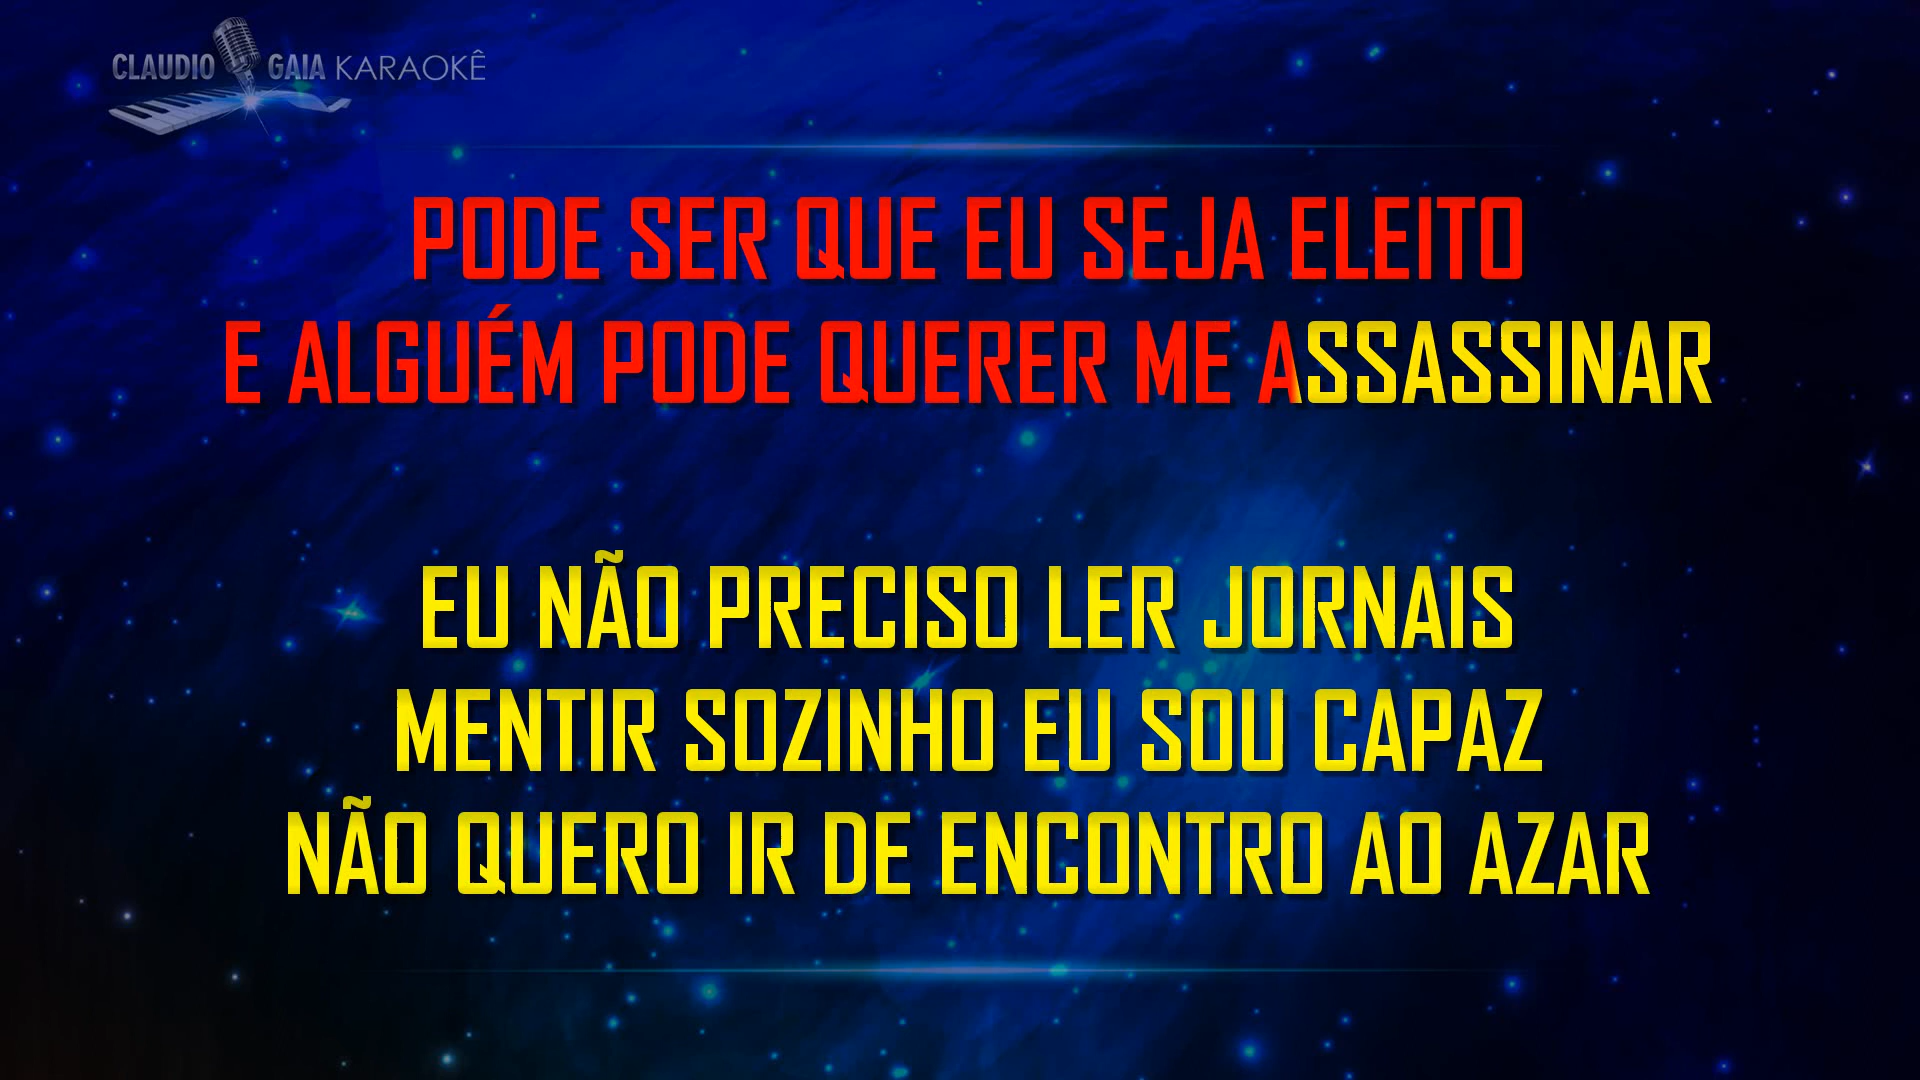 CLAUDIO GAIA KARAOKÊ
PODE SER QUE EU SEJA ELEITO
E ALGUÉM PODE QUERER ME ASSASSINAR
EU NÃO PRECISO LER JORNAIS
MENTIR SOZINHO EU SOU CAPAZ
NÃO QUERO IR DE ENCONTRO AO AZAR